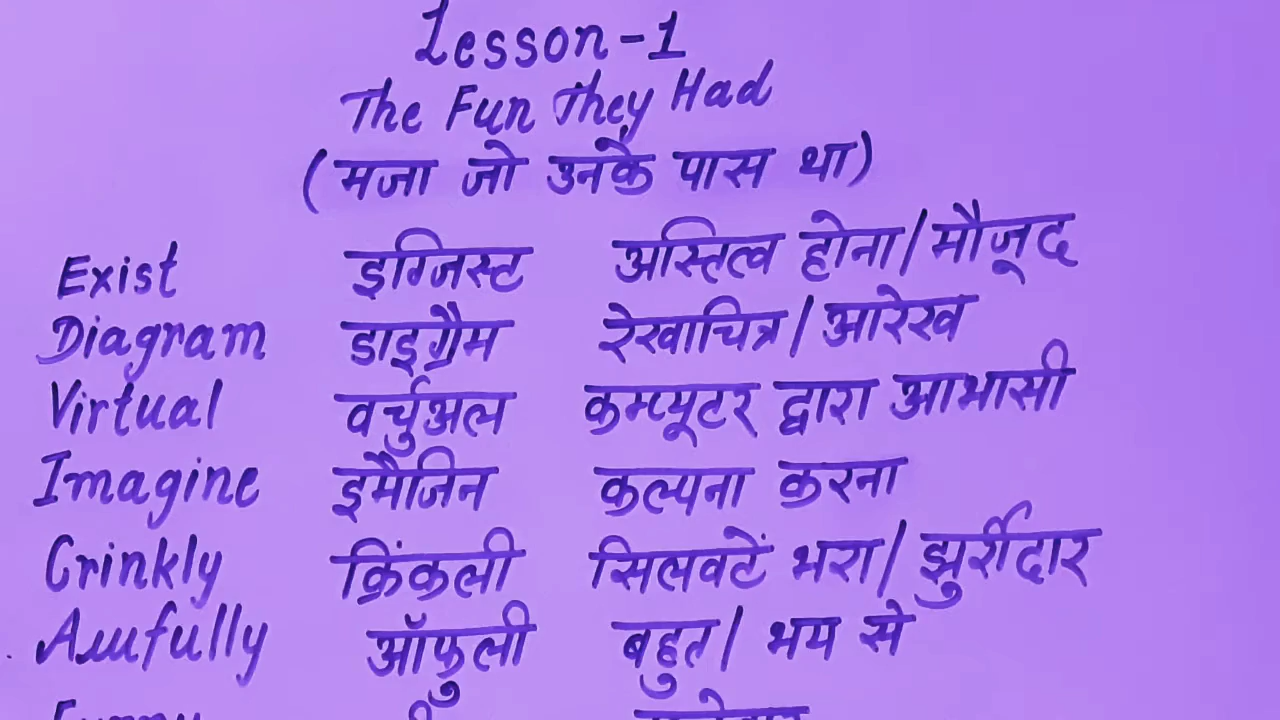 Lesson-1
The Fun They Had
(मजा जो उनके पास था)
Exist इग्जिस्ट अस्तित्व होना/मौजूद
Diagram डाइग्रैम रेखाचित्र/आरेख
Virtual वर्चुअल कम्प्यूटर द्वारा आभासी
Imagine इमैजिन कल्पना करना
Crinkly क्रिंकली सिलवटें भरा/झुर्रीदार
Awfully ऑफुली बहुत/भय से